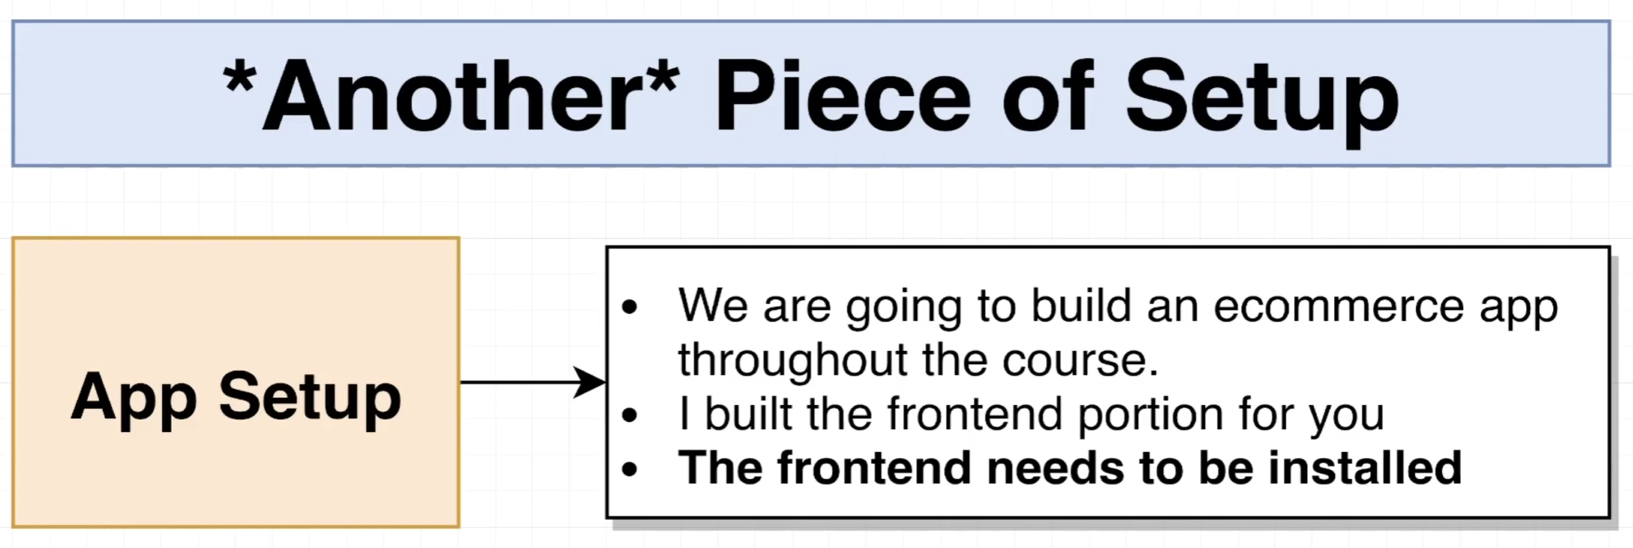 *Another* Piece of Setup
App Setup
• We are going to build an ecommerce app
throughout the course.
• I built the frontend portion for you
• The frontend needs to be installed